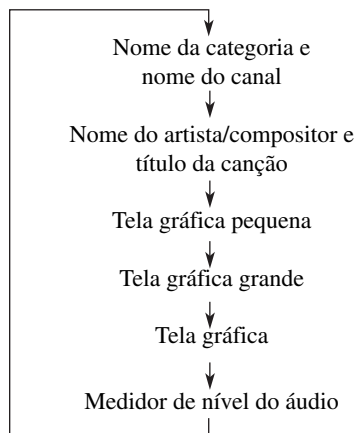 Nome da categoria e
nome do canal
Nome do artista/compositor e
título da canção
Tela gráfica pequena
Tela gráfica grande
Tela gráfica
Medidor de nível do áudio